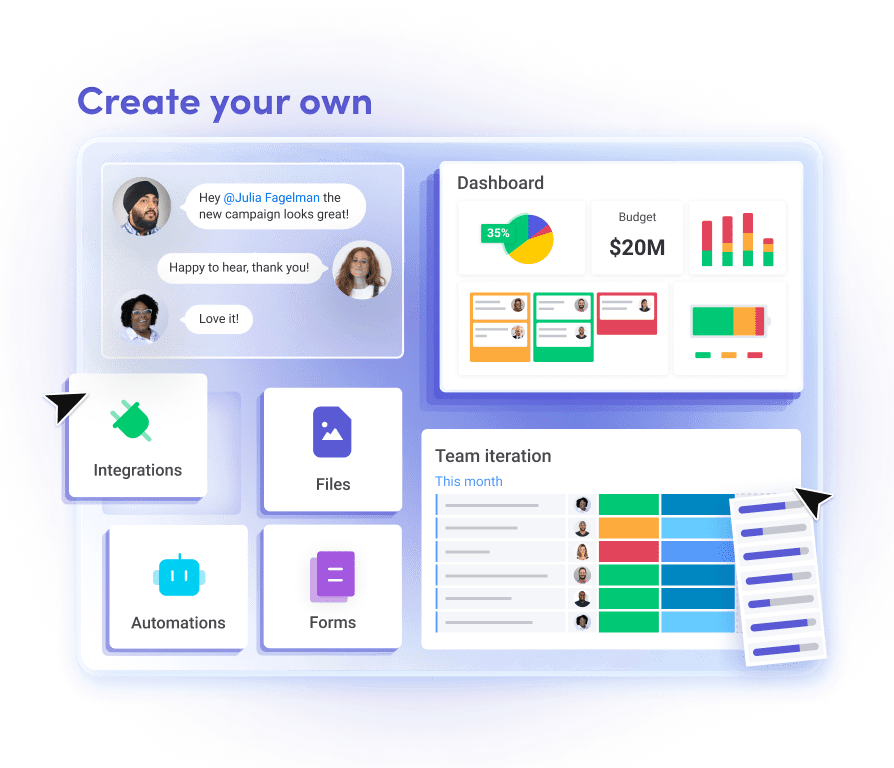 Create your own
Hey @Julia Fagelman the
new campaign looks great!
Happy to hear, thank you!
Love it!
Dashboard
35%
Budget
$20M
Integrations
Files
Automations
Forms
Team iteration
This month